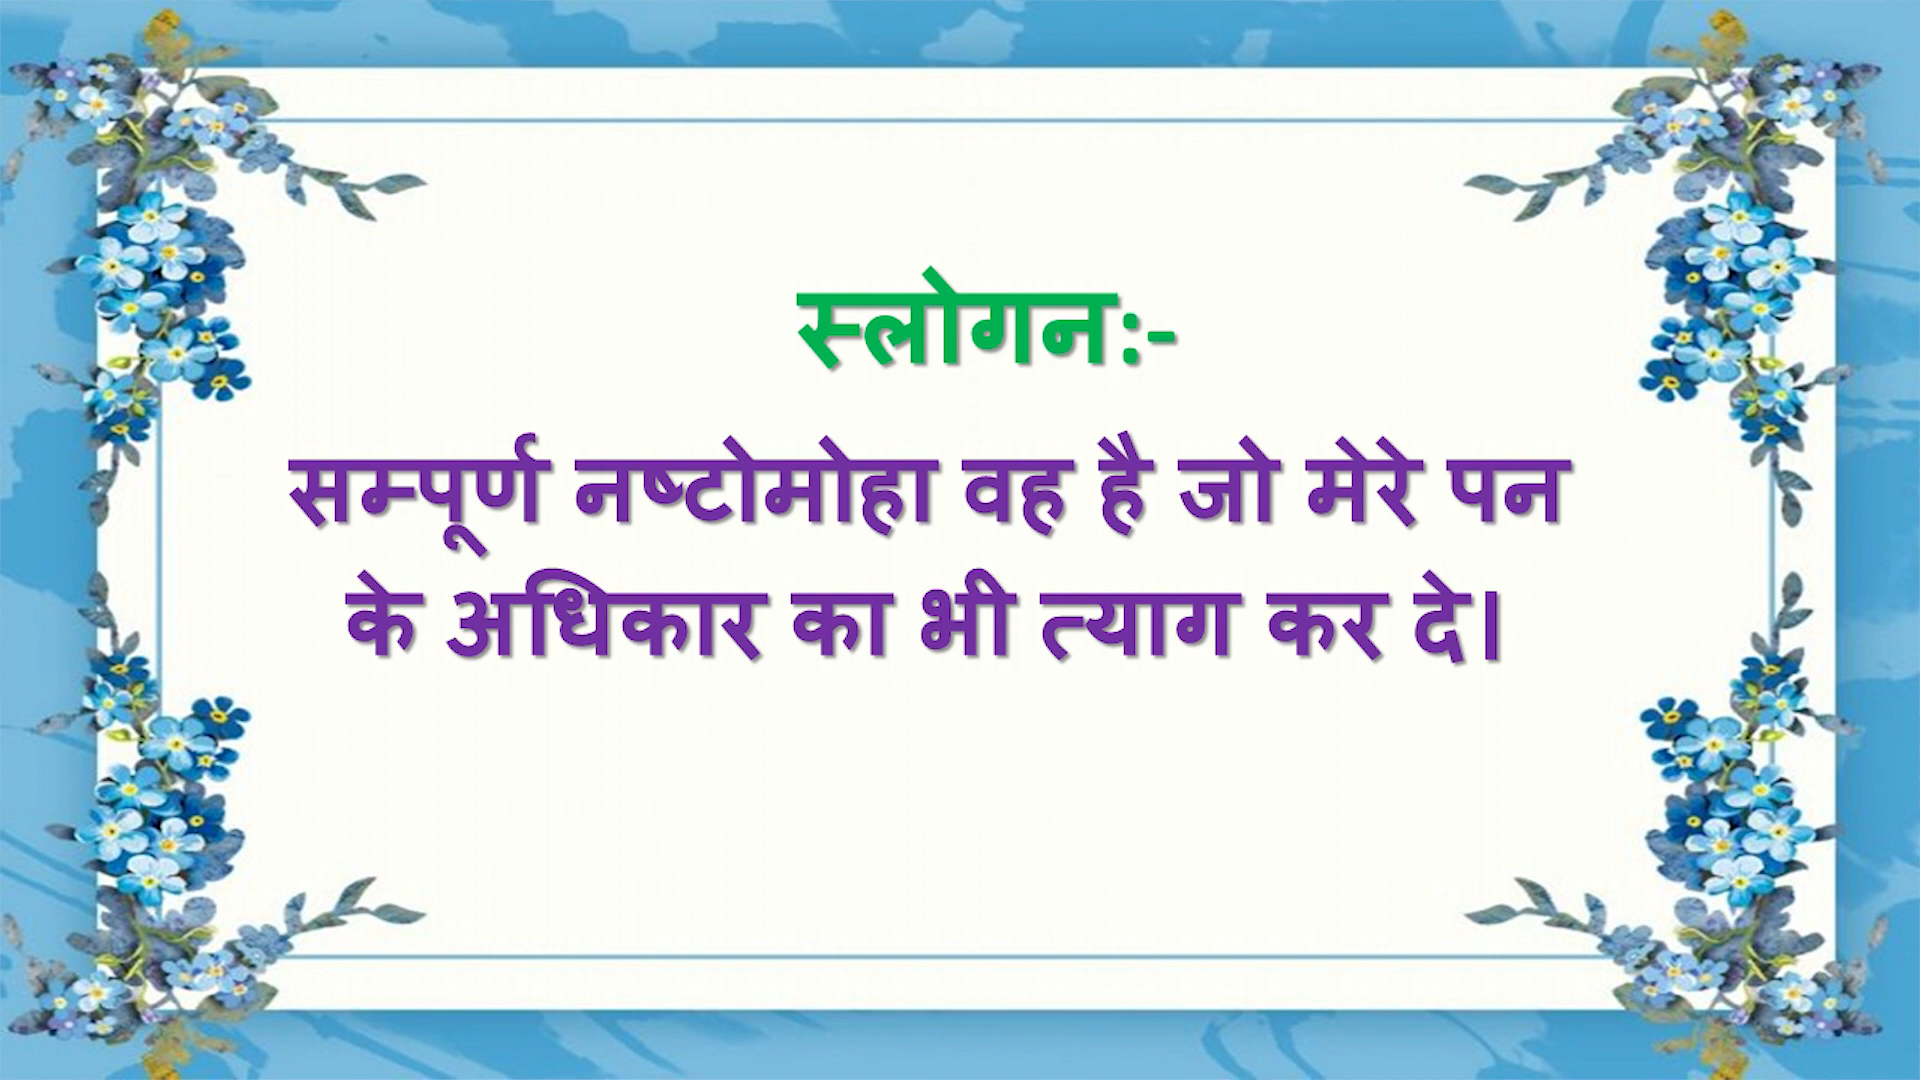 स्लोगन:-
सम्पूर्ण नष्टोमोहा वह है जो मेरे पन
के अधिकार का भी त्याग कर दे।